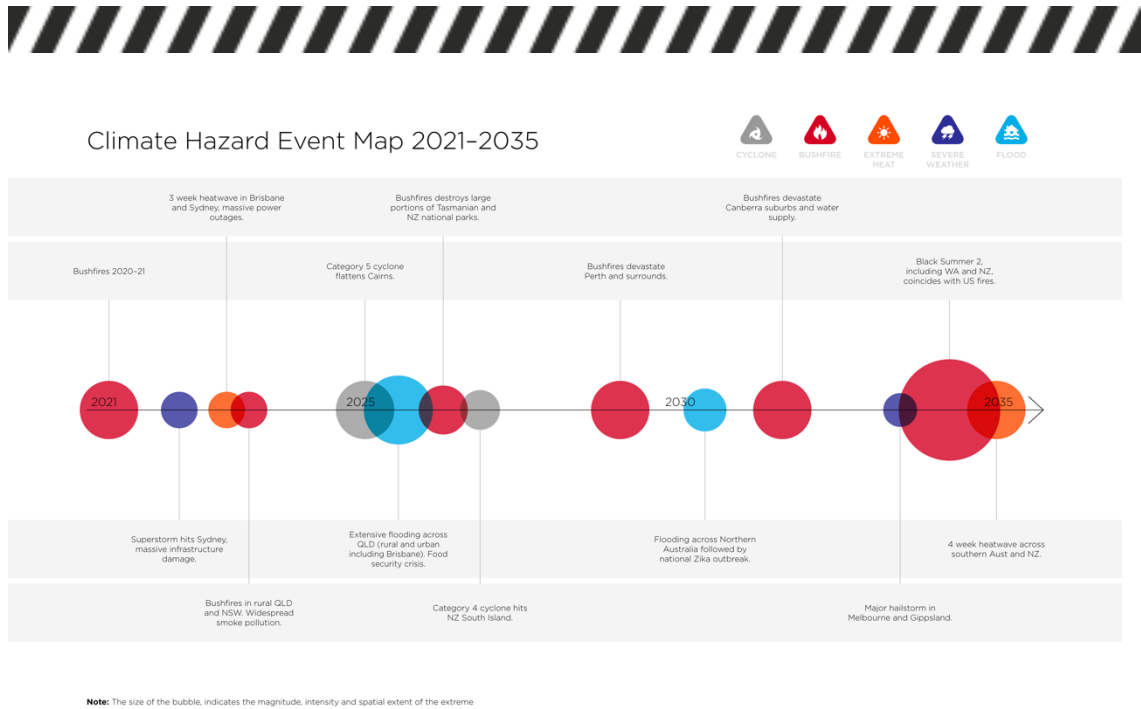 Climate Hazard Event Map 2021–2035
CYCLONE
BUSHFIRE
EXTREME
HEAT
SEVERE
WEATHER
FLOOD
3 week heatwave in Brisbane
and Sydney, massive power
outages.
Bushfires destroys large
portions of Tasmanian and
NZ national parks.
Bushfires devastate
Canberra suburbs and water
supply.
Bushfires 2020–21
Category 5 cyclone
flattens Cairns.
Bushfires devastate
Perth and surrounds.
Black Summer 2,
including WA and NZ,
coincides with US fires.
2021
2025
2030
2035
Superstorm hits Sydney,
massive infrastructure
damage.
Extensive flooding across
QLD (rural and urban
including Brisbane). Food
security crisis.
Flooding across Northern
Australia followed by
national Zika outbreak.
4 week heatwave across
southern Aust and NZ.
Bushfires in rural QLD
and NSW. Widespread
smoke pollution.
Category 4 cyclone hits
NZ South Island.
Major hailstorm in
Melbourne and Gippsland.
Note: The size of the bubble, indicates the magnitude, intensity and spatial extent of the extreme